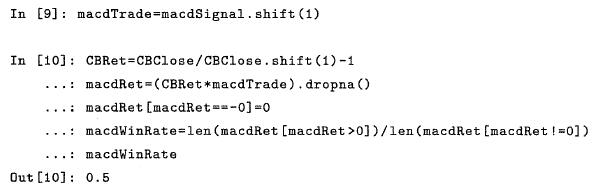 In [9]: macdTrade=macdSignal.shift(1)
In [10]: CBRet=CBClose/CBClose.shift(1)-1
...: macdRet=(CBRet*macdTrade).dropna()
...: macdRet[macdRet==-0]=0
...: macdWinRate=len(macdRet[macdRet>0])/len(macdRet[macdRet!=0])
...: macdWinRate
Out[10]: 0.5